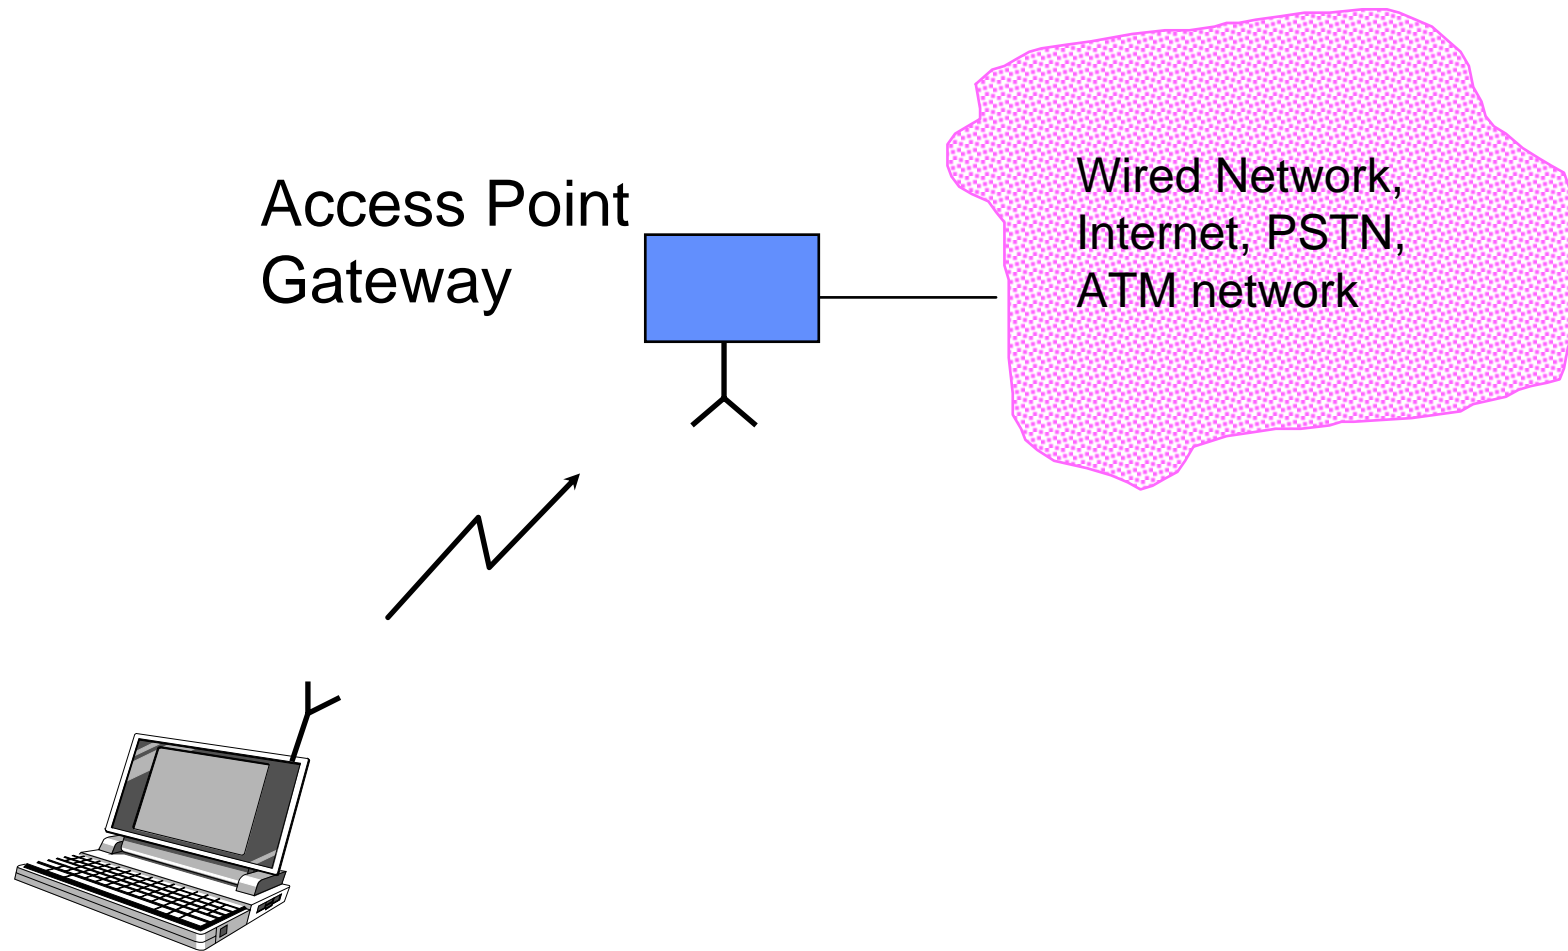 Access Point
Gateway
Wired Network,
Internet, PSTN,
ATM network